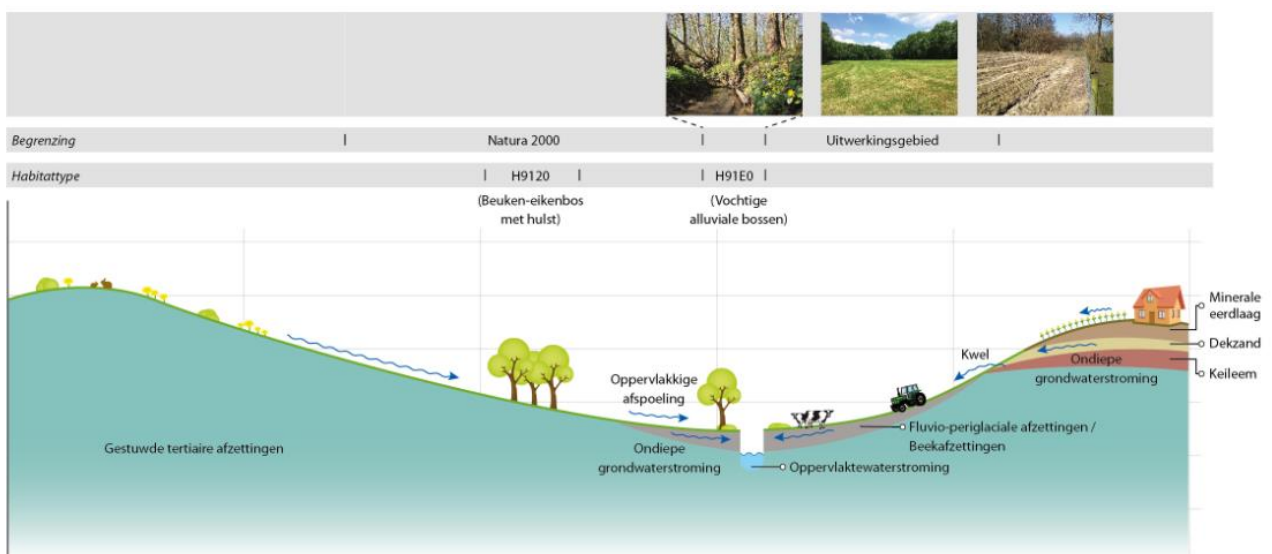 Begrenzing
Natura 2000
Uitwerkingsgebied
Habitattype
H9120
H91E0
(Beuken-eikenbos
met hulst)
(Vochtige
alluviale bossen)
Minerale
eerdlaag
Dekzand
Keileem
Kwel
Ondiepe
grondwaterstroming
Oppervlakkige
afspoeling
Gestuwde tertiaire afzettingen
Ondiepe
grondwaterstroming
Fluvio-periglaciale afzettingen /
Beekafzettingen
Oppervlaktewaterstroming